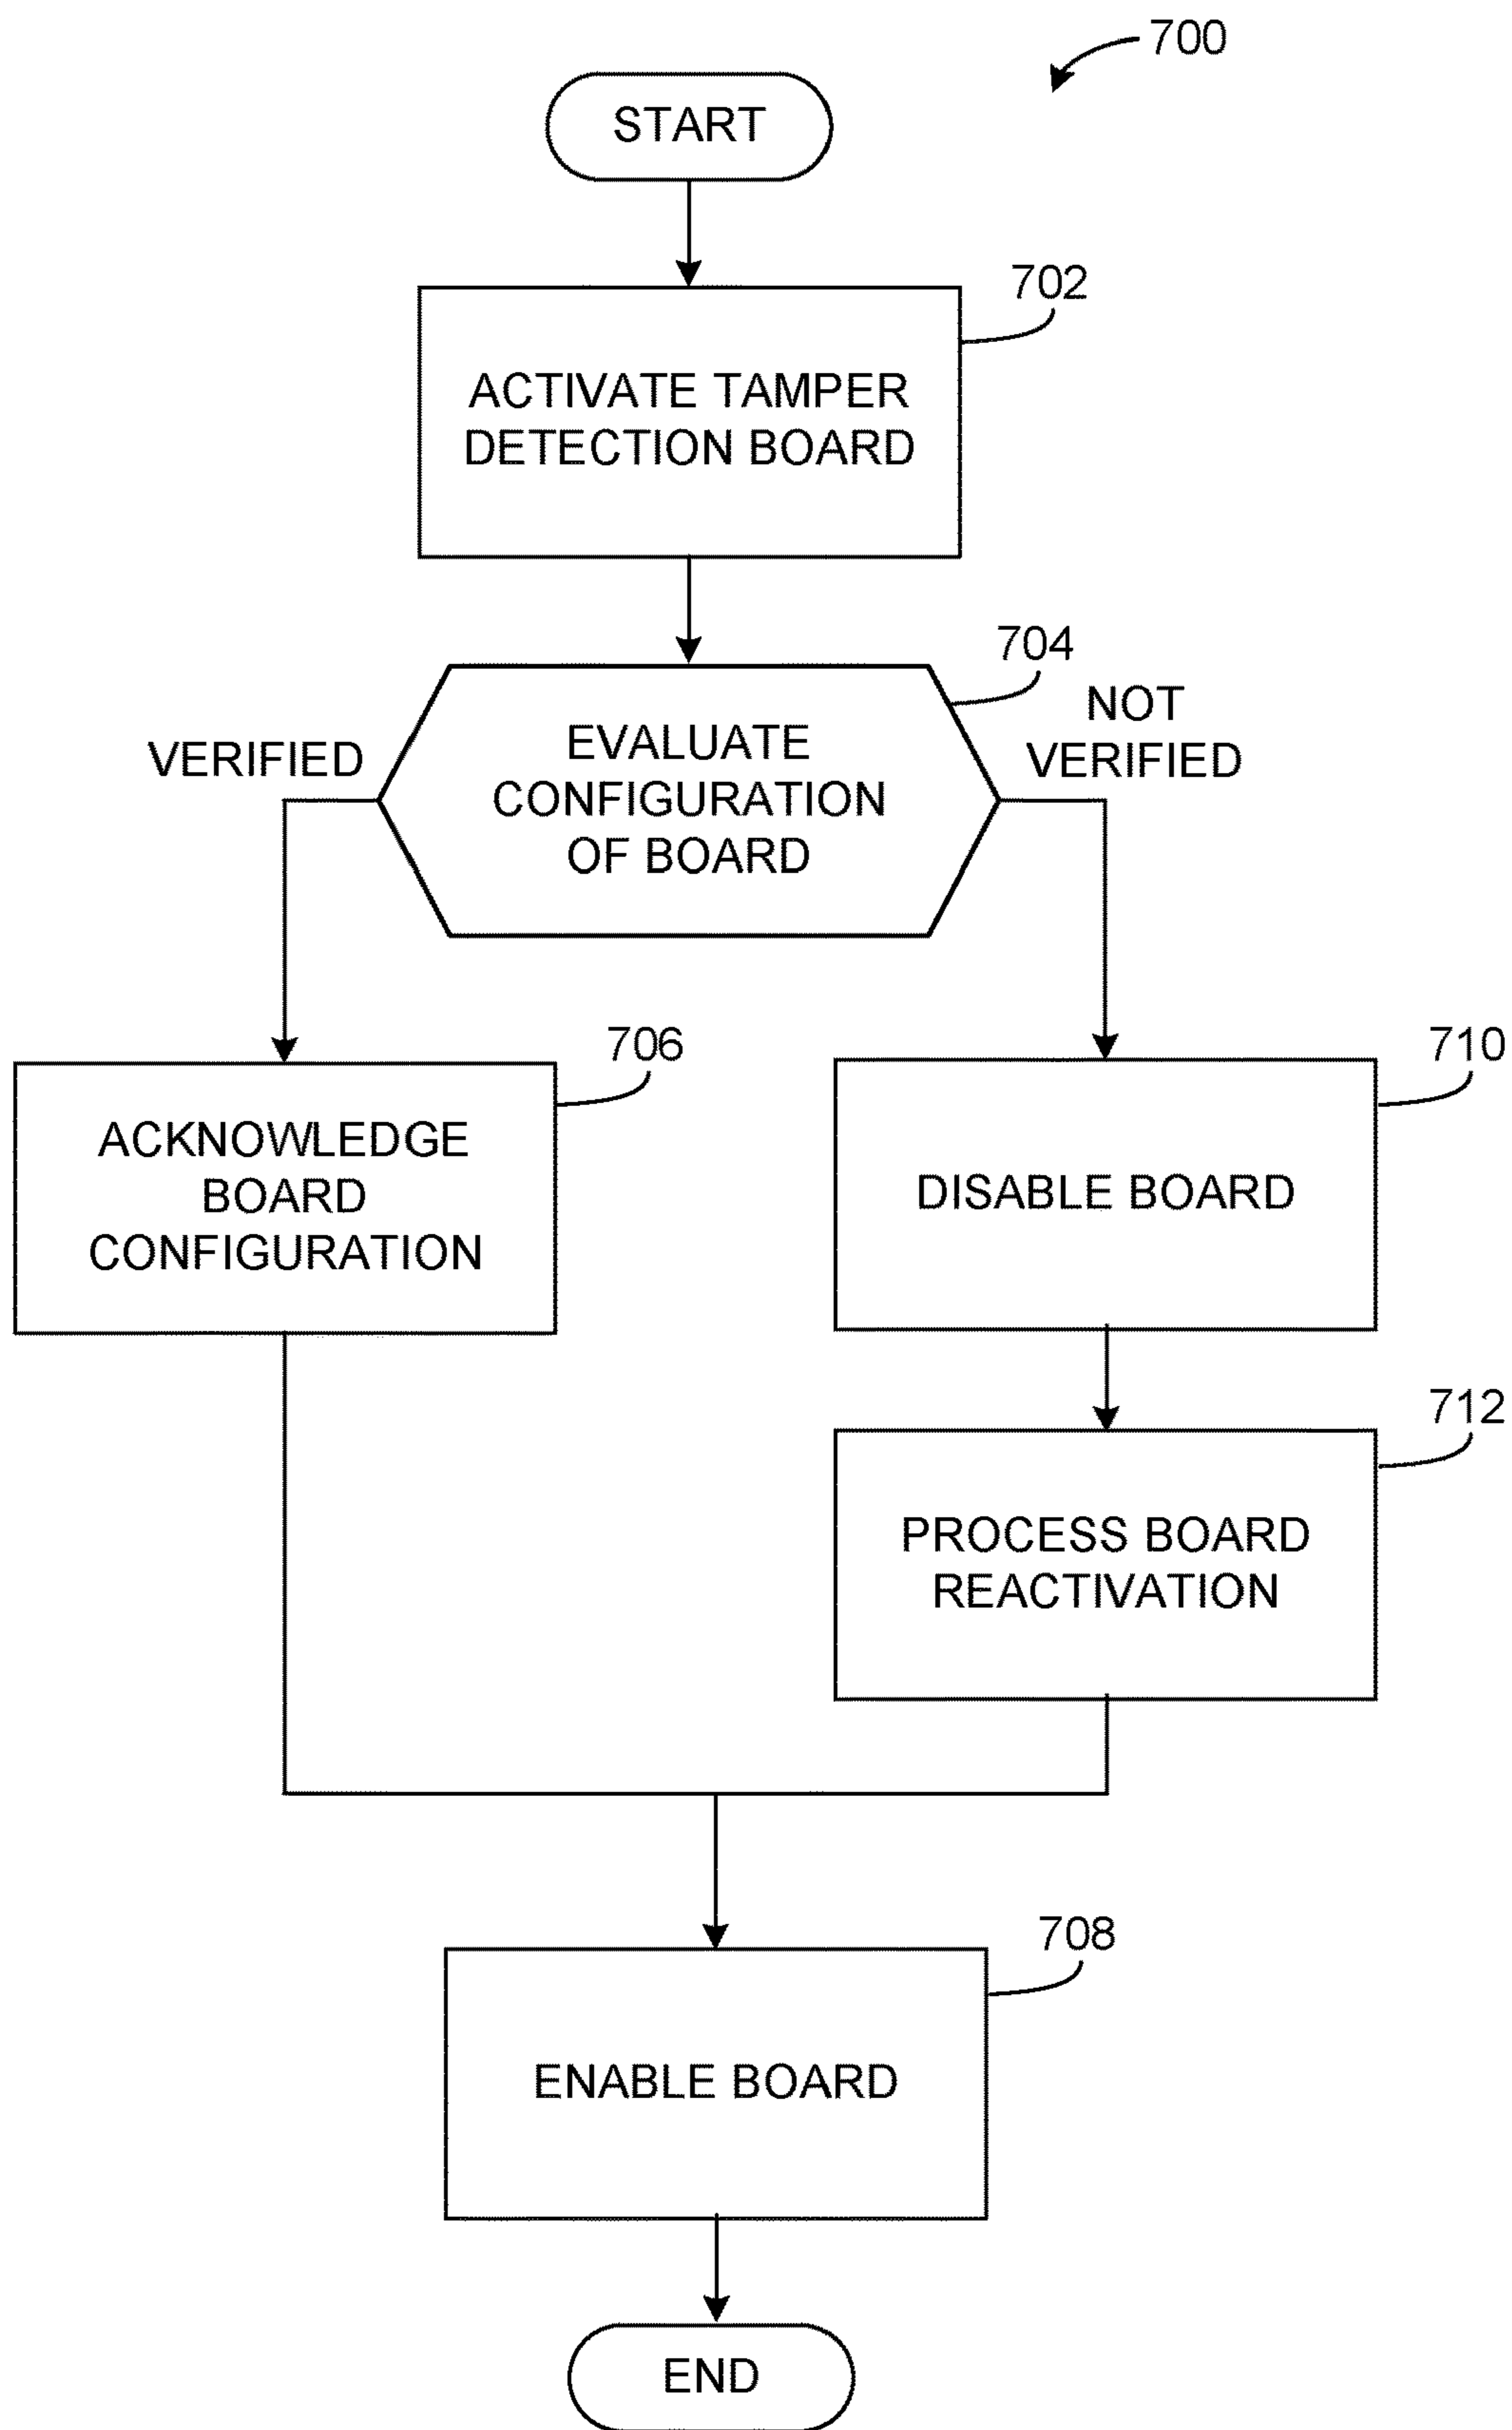 700
START
702
ACTIVATE TAMPER
DETECTION BOARD
704
VERIFIED
EVALUATE
CONFIGURATION
OF BOARD
NOT
VERIFIED
706
ACKNOWLEDGE
BOARD
CONFIGURATION
710
DISABLE BOARD
712
PROCESS BOARD
REACTIVATION
708
ENABLE BOARD
END